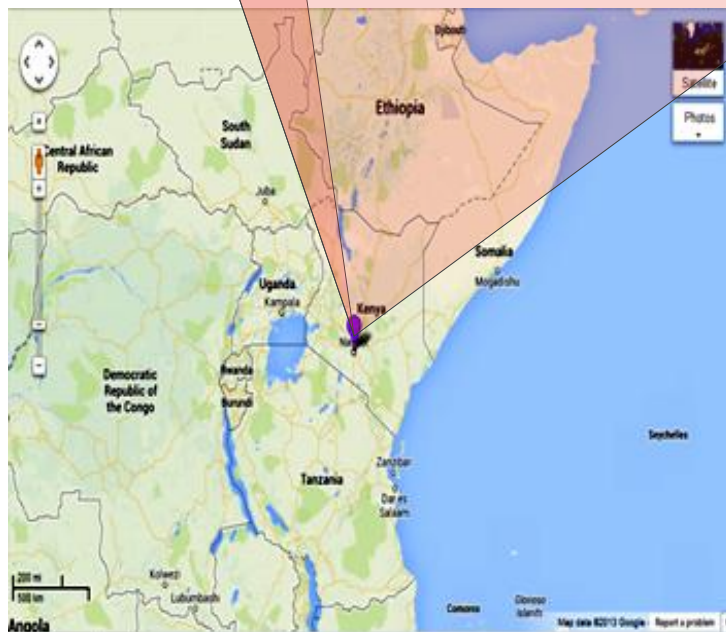 Djibouti
Satellite
Ethiopia
Photos
South
Sudan
Central African
Republic
Juba
Somalia
Mogadishu
Uganda
Kampala
Kenya
Rwanda
Democratic
Republic of
the Congo
Burundi
Seychelles
Zanzibar
Tanzania
Dar es
Salaam
200 mi
500 km
Kolwezi
Lubumbashi
Angola
Comoros
Glorioso
Islands
Map data ©2013 Google
Report a problem